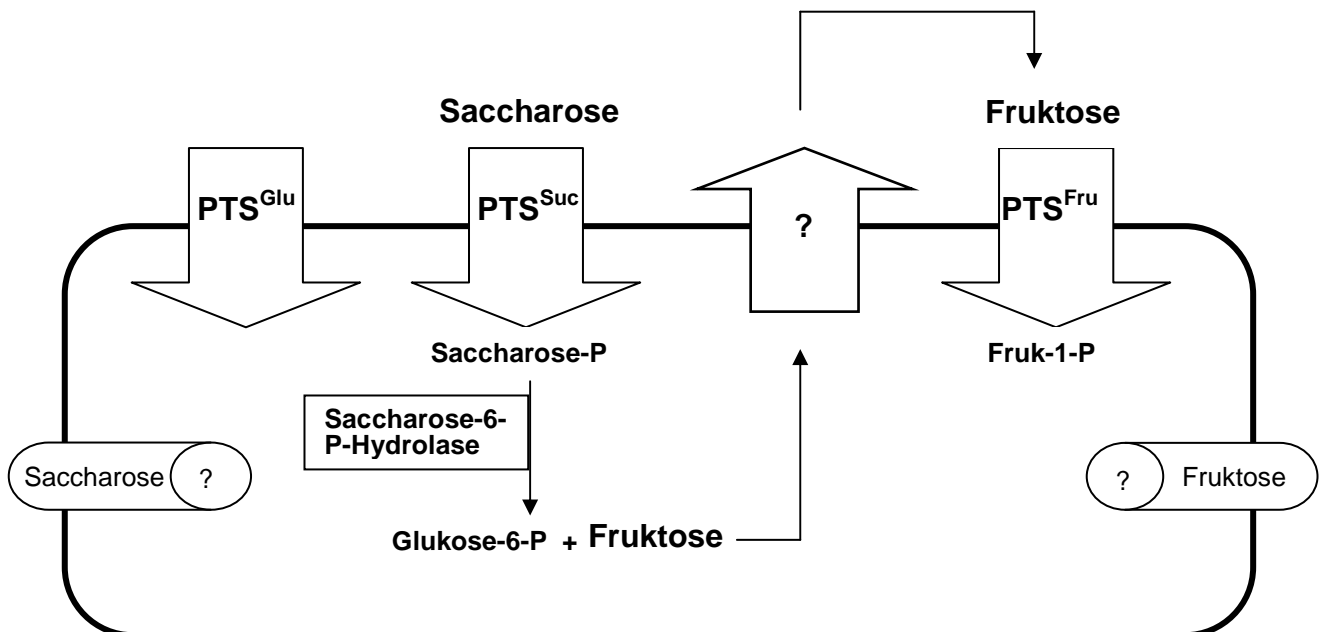 Saccharose
Fruktose
PTS^Glu
PTS^Suc
?
PTS^Fru
Saccharose-P
Fruk-1-P
Saccharose-6-
P-Hydrolase
Saccharose ?
? Fruktose
Glukose-6-P + Fruktose